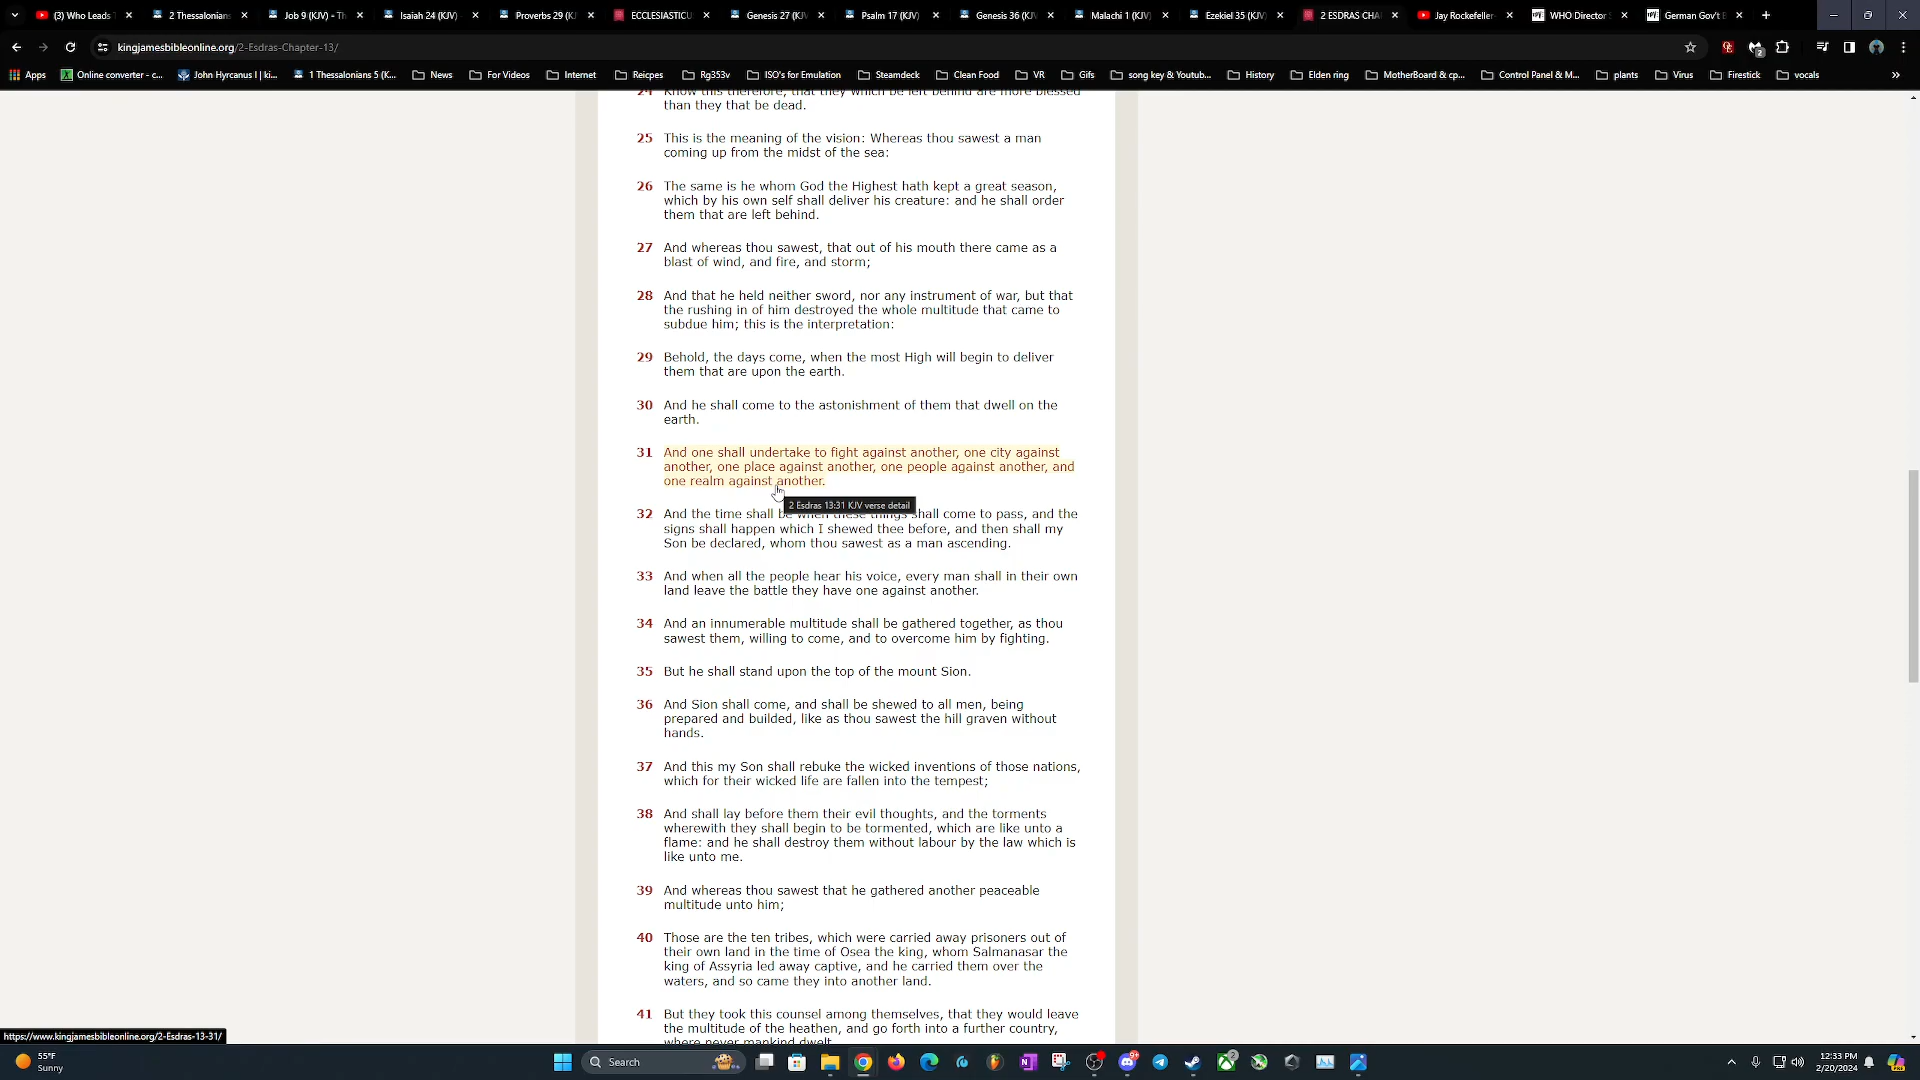 (3) Who Leads T
2 Thessalonians
Job 9 (KJV) - Th
Isaiah 24 (KJV)
Proverbs 29 (KJ
ECCLESIASTICU
Genesis 27 (KJV
Psalm 17 (KJV)
Genesis 36 (KJV
Malachi 1 (KJV)
Ezekiel 35 (KJV)
2 ESDRAS CHA
Jay Rockefeller
WHO Director
German Gov't E
kingjamesbibleonline.org/2-Esdras-Chapter-13/
Apps
Online converter - c...
John Hyrcanus I | ki...
1 Thessalonians 5 (K...
News
For Videos
Internet
Reicpes
Rg353v
ISO's for Emulation
Steamdeck
Clean Food
VR
Gifs
song key & Youtub...
History
Elden ring
MotherBoard & cp...
Control Panel & M...
plants
Virus
Firestick
vocals
24 Know this therefore, that they which be left behind are more blessed
than they that be dead.
25 This is the meaning of the vision: Whereas thou sawest a man
coming up from the midst of the sea:
26 The same is he whom God the Highest hath kept a great season,
which by his own self shall deliver his creature: and he shall order
them that are left behind.
27 And whereas thou sawest, that out of his mouth there came as a
blast of wind, and fire, and storm;
28 And that he held neither sword, nor any instrument of war, but that
the rushing in of him destroyed the whole multitude that came to
subdue him; this is the interpretation:
29 Behold, the days come, when the most High will begin to deliver
them that are upon the earth.
30 And he shall come to the astonishment of them that dwell on the
earth.
31 And one shall undertake to fight against another, one city against
another, one place against another, one people against another, and
one realm against another.
2 Esdras 13:31 KJV verse detail
32 And the time shall be when these things shall come to pass, and the
signs shall happen which I shewed thee before, and then shall my
Son be declared, whom thou sawest as a man ascending.
33 And when all the people hear his voice, every man shall in their own
land leave the battle they have one against another.
34 And an innumerable multitude shall be gathered together, as thou
sawest them, willing to come, and to overcome him by fighting.
35 But he shall stand upon the top of the mount Sion.
36 And Sion shall come, and shall be shewed to all men, being
prepared and builded, like as thou sawest the hill graven without
hands.
37 And this my Son shall rebuke the wicked inventions of those nations,
which for their wicked life are fallen into the tempest;
38 And shall lay before them their evil thoughts, and the torments
wherewith they shall begin to be tormented, which are like unto a
flame: and he shall destroy them without labour by the law which is
like unto me.
39 And whereas thou sawest that he gathered another peaceable
multitude unto him;
40 Those are the ten tribes, which were carried away prisoners out of
their own land in the time of Osea the king, whom Salmanasar the
king of Assyria led away captive, and he carried them over the
waters, and so came they into another land.
41 But they took this counsel among themselves, that they would leave
the multitude of the heathen, and go forth into a further country,
where never mankind dwelt
https://www.kingjamesbibleonline.org/2-Esdras-13-31/
55°F
Sunny
Search
12:33 PM
2/20/2024